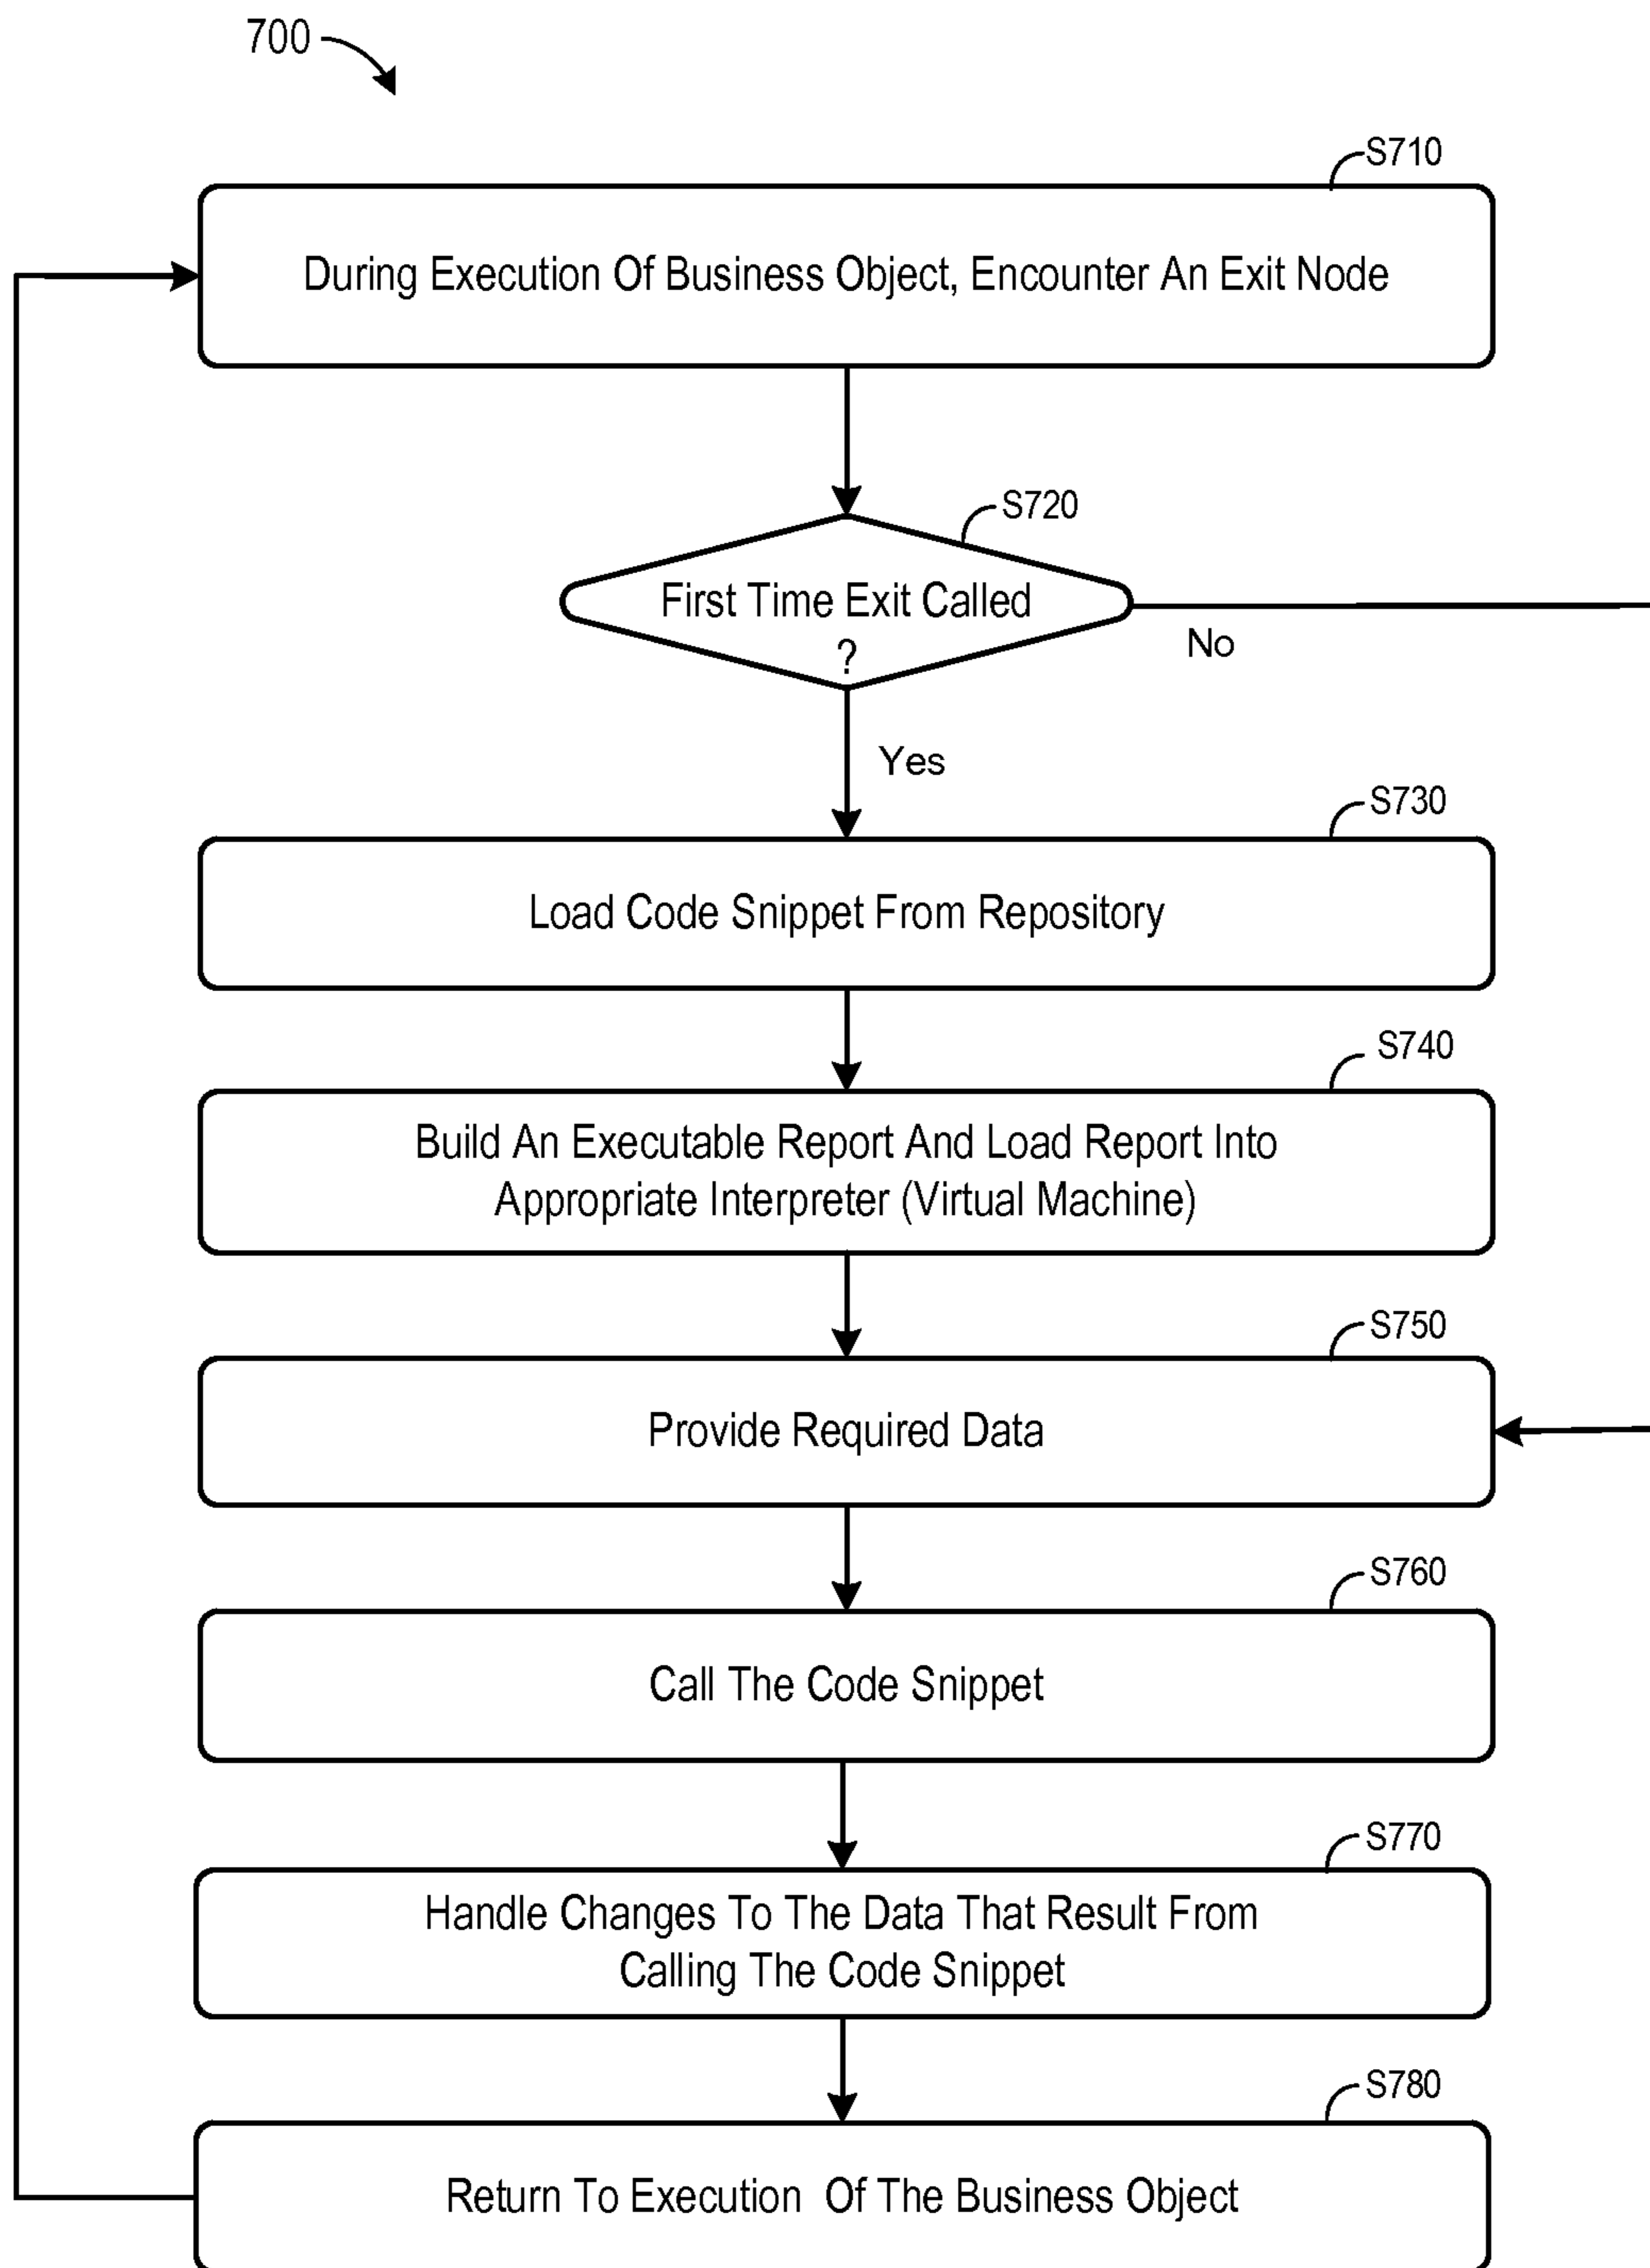 700
S710
During Execution Of Business Object, Encounter An Exit Node
S720
First Time Exit Called
?
No
Yes
S730
Load Code Snippet From Repository
S740
Build An Executable Report And Load Report Into
Appropriate Interpreter (Virtual Machine)
S750
Provide Required Data
S760
Call The Code Snippet
S770
Handle Changes To The Data That Result From
Calling The Code Snippet
S780
Return To Execution Of The Business Object